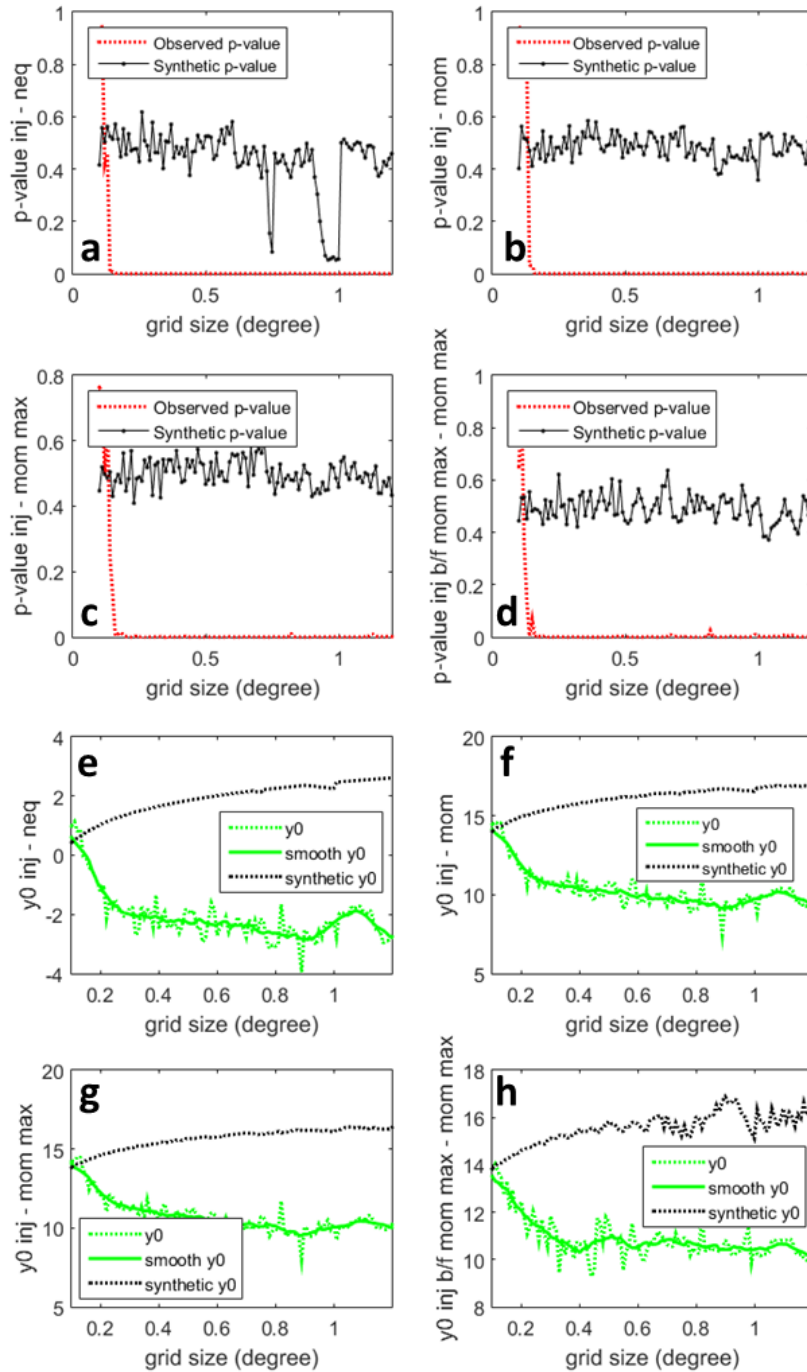 1
0.8
0.6
0.4
0.2
0
p-value inj - neq
Observed p-value
Synthetic p-value
a
0
0.5
1
grid size (degree)
1
0.8
0.6
0.4
0.2
0
p-value inj - mom
Observed p-value
Synthetic p-value
b
0
0.5
1
grid size (degree)
0.8
0.6
0.4
0.2
0
p-value inj - mom max
Observed p-value
Synthetic p-value
c
0
0.5
1
grid size (degree)
1
0.8
0.6
0.4
0.2
0
p-value inj b/f mom max - mom max
Observed p-value
Synthetic p-value
d
0
0.5
1
grid size (degree)
4
2
0
-2
-4
y0 inj - neq
e
y0
smooth y0
synthetic y0
0.2
0.4
0.6
0.8
1
grid size (degree)
20
15
10
5
y0 inj - mom
f
y0
smooth y0
synthetic y0
0.2
0.4
0.6
0.8
1
grid size (degree)
20
15
10
5
y0 inj - mom max
g
y0
smooth y0
synthetic y0
0.2
0.4
0.6
0.8
1
grid size (degree)
18
16
14
12
10
8
y0 inj b/f mom max - mom max
h
y0
smooth y0
synthetic y0
0.2
0.4
0.6
0.8
1
grid size (degree)